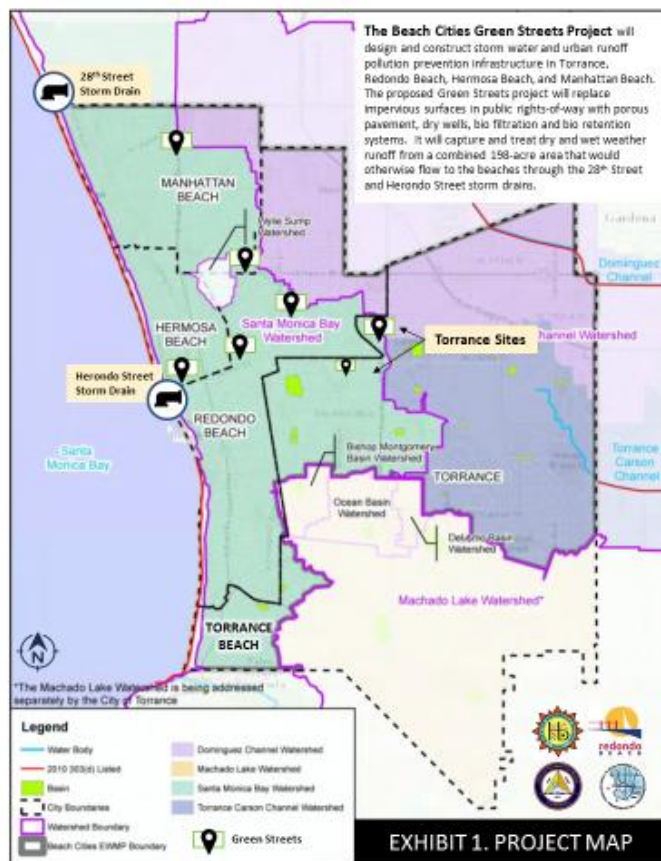 The Beach Cities Green Streets Project will
design and construct storm water and urban runoff
pollution prevention infrastructure in Torrance,
Redondo Beach, Hermosa Beach, and Manhattan Beach.
The proposed Green Streets project will replace
impervious surfaces in public rights-of-way with porous
pavement, dry wells, bio filtration and bio retention
systems. It will capture and treat dry and wet weather
runoff from a combined 198-acre area that would
otherwise flow to the beaches through the 28th Street
and Herondo Street storm drains.
28th Street
Storm Drain
MANHATTAN
BEACH
Wylie Sump
Watershed
Gardena
Dominguez
Channel
HERMOSA
BEACH
Santa Monica Bay
Watershed
Torrance Sites
Channel Watershed
Herondo Street
Storm Drain
REDONDO
BEACH
Santa
Monica Bay
Bishop Montgomery
Basin Watershed
TORRANCE
Torrance
Carson
Channel
Ocean Basin
Watershed
Del Amo Basin
Watershed
Machado Lake Watershed*
TORRANCE
BEACH
N
*The Machado Lake Watershed is being addressed
separately by the City of Torrance
Legend
Water Body
2010 303(d) Listed
Basin
City Boundaries
Watershed Boundary
Beach Cities EWMP Boundary
Dominguez Channel Watershed
Machado Lake Watershed
Santa Monica Bay Watershed
Torrance Carson Channel Watershed
Green Streets
redondo
BEACH
EXHIBIT 1. PROJECT MAP